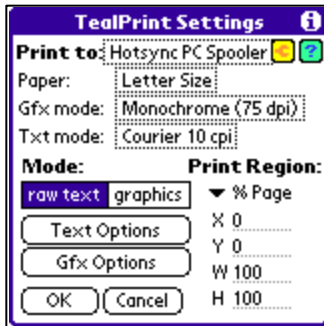 TealPrint Settings i
Print to: Hotsync PC Spooler ?
Paper: Letter Size
Gfx mode: Monochrome (75 dpi)
Txt mode: Courier 10 cpi
Mode: Print Region:
raw text graphics % Page
Text Options X 0
Y 0
Gfx Options W 100
OK Cancel H 100